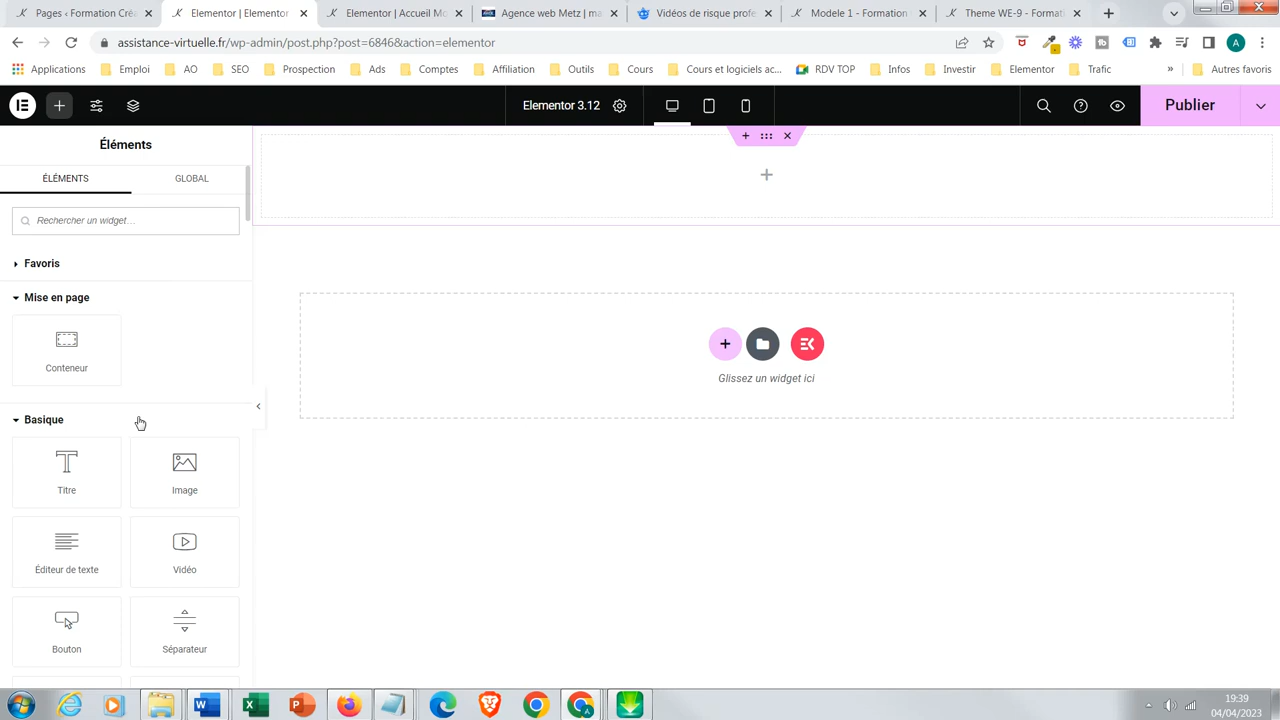 Pages ‹ Formation Créa
Elementor | Elementor
Elementor | Accueil Mo
Agence web Metz | ma
Vidéos de risque profe
Modele 1 - Formation
Theme WE-9 - Formati
assistance-virtuelle.fr/wp-admin/post.php?post=6846&action=elementor
A
Applications
Emploi
AO
SEO
Prospection
Ads
Comptes
Affiliation
Outils
Cours
Cours et logiciels ac...
RDV TOP
Infos
Investir
Elementor
Trafic
»
Autres favoris
Elementor 3.12
Publier
Éléments
ÉLÉMENTS
GLOBAL
Rechercher un widget…
Favoris
Mise en page
Conteneur
Basique
Titre
Image
Éditeur de texte
Vidéo
Bouton
Séparateur
Glissez un widget ici
19:39
04/04/2023